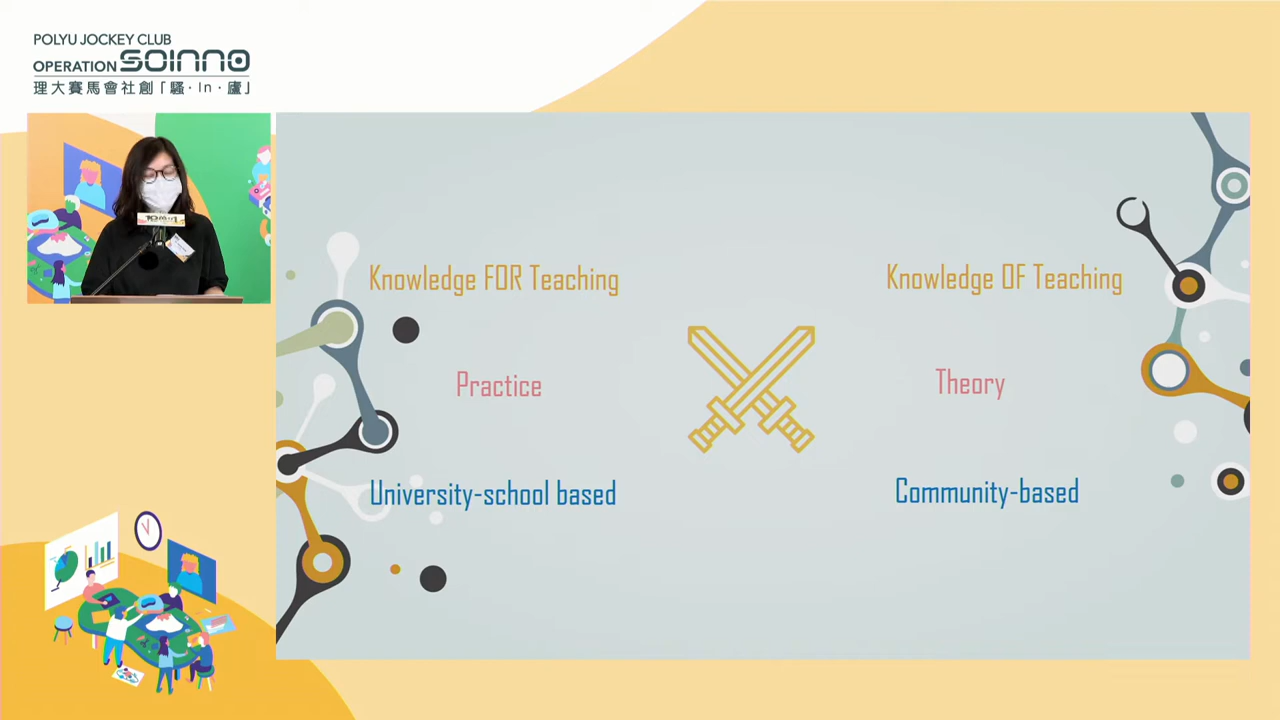 POLYU JOCKEY CLUB
OPERATION SOINNO
理大賽馬會社創「騷·In·廬」
Knowledge FOR Teaching
Knowledge OF Teaching
Practice
Theory
University-school based
Community-based